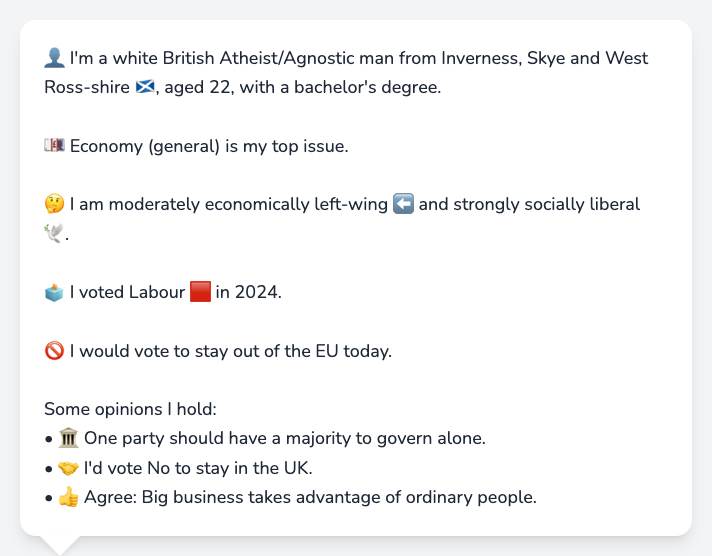 👤 I'm a white British Atheist/Agnostic man from Inverness, Skye and West
Ross-shire 🏴󠁧󠁢󠁳󠁣󠁴󠁿, aged 22, with a bachelor's degree.
💷 Economy (general) is my top issue.
🤔 I am moderately economically left-wing ⬅️ and strongly socially liberal
🕊️.
🗳️ I voted Labour 🟥 in 2024.
🚫 I would vote to stay out of the EU today.
Some opinions I hold:
• 🏛️ One party should have a majority to govern alone.
• 🤝 I'd vote No to stay in the UK.
• 👍 Agree: Big business takes advantage of ordinary people.